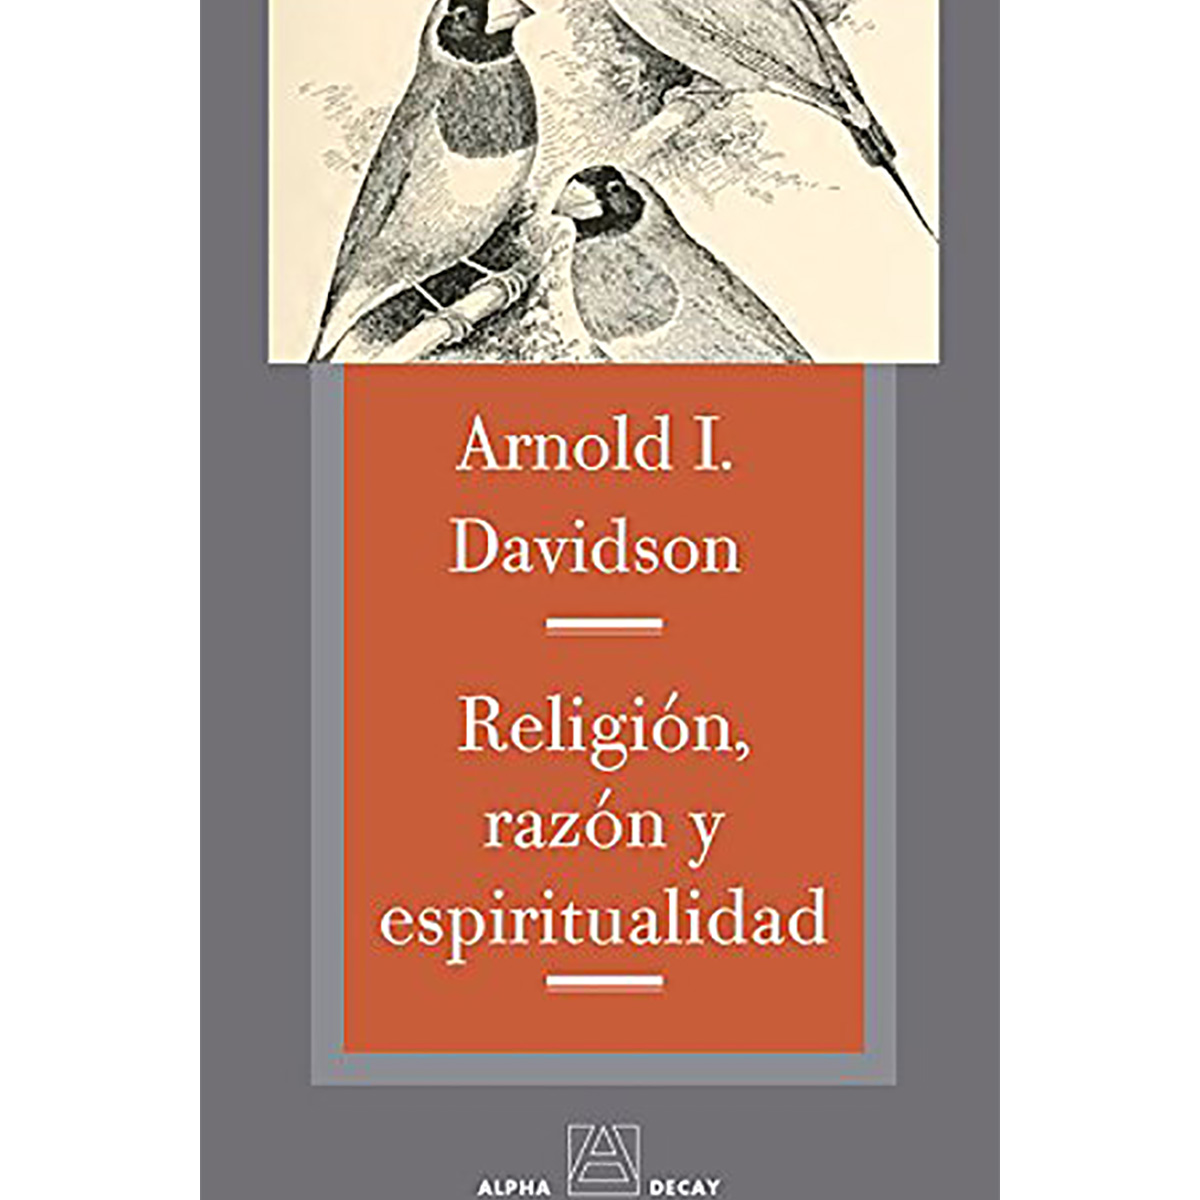 Arnold I.
Davidson
Religión,
razón y
espiritualidad
ALPHA DECAY